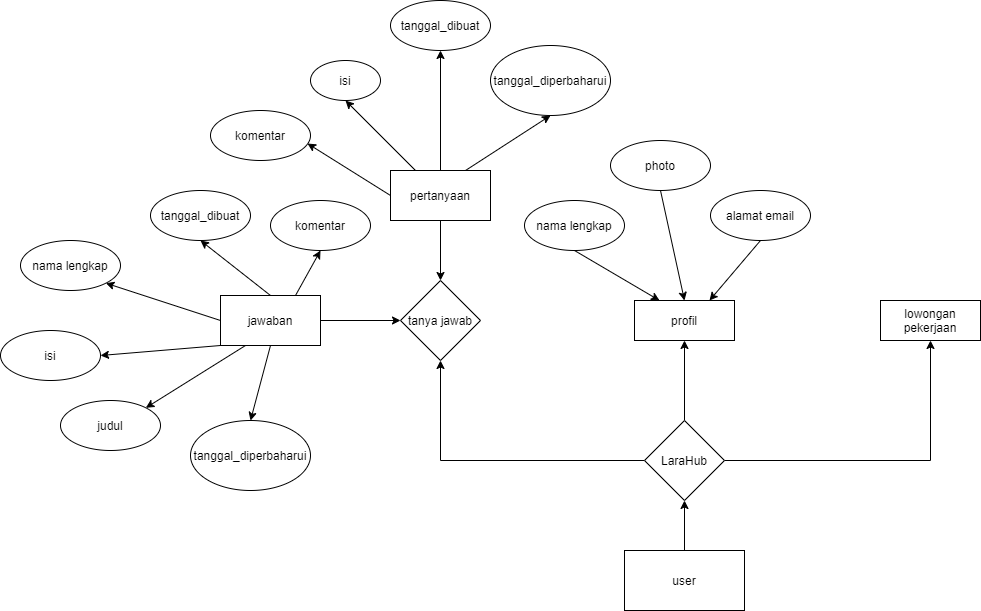 tanggal_dibuat
isi
tanggal_diperbaharui
komentar
pertanyaan
photo
tanggal_dibuat
komentar
nama lengkap
alamat email
nama lengkap
jawaban
tanya jawab
profil
lowongan
pekerjaan
isi
judul
tanggal_diperbaharui
LaraHub
user